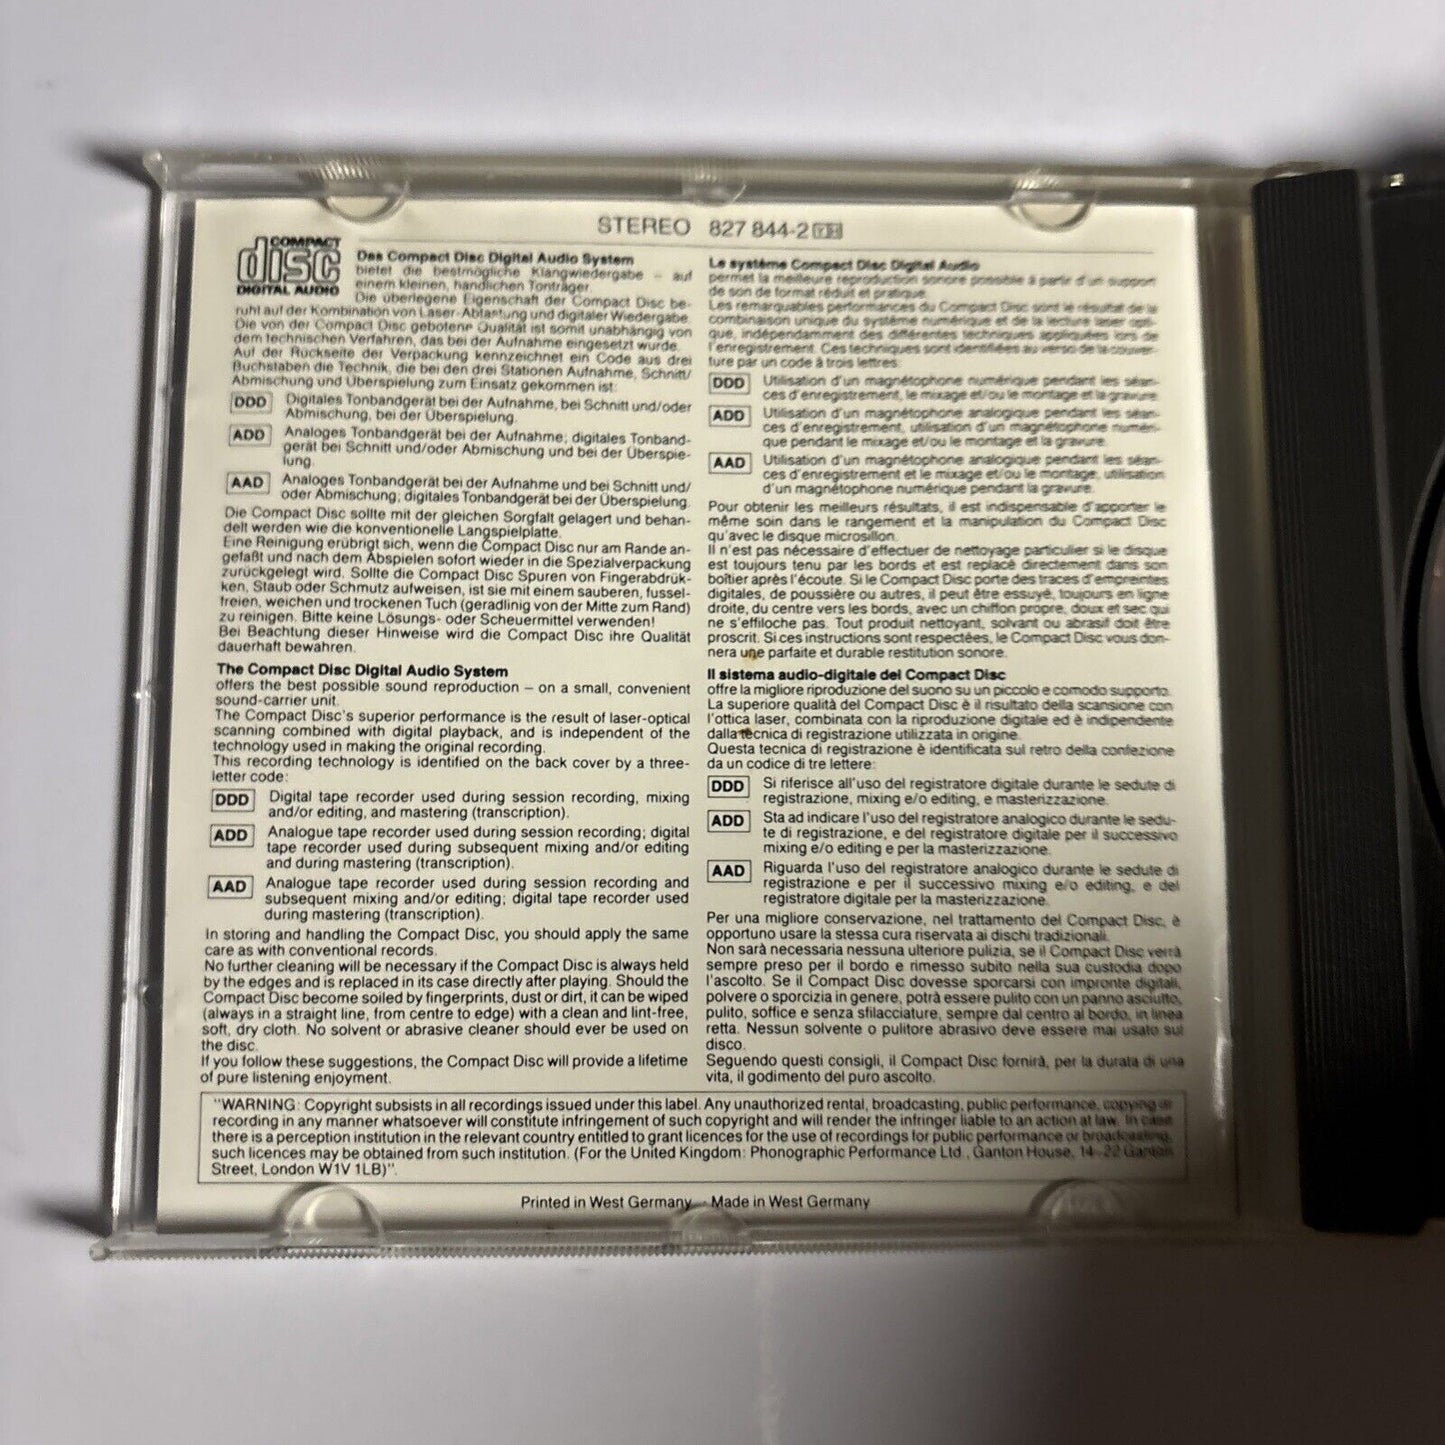 STEREO 827 844-2
COMPACT
disc
DIGITAL AUDIO
Das Compact Disc Digital Audio System
bietet die bestmögliche Klangwiedergabe – auf
einem kleinen, handlichen Tonträger.
Die überlegene Eigenschaft der Compact Disc be-
ruht auf der Kombination von Laser-Abtastung und digitaler Wiedergabe.
Die von der Compact Disc gebotene Qualität ist somit unabhängig von
dem technischen Verfahren, das bei der Aufnahme eingesetzt wurde.
Auf der Rückseite der Verpackung kennzeichnet ein Code aus drei
Buchstaben die Technik, die bei den drei Stationen Aufnahme, Schnitt/
Abmischung und Überspielung zum Einsatz gekommen ist:
DDD Digitales Tonbandgerät bei der Aufnahme, bei Schnitt und/oder
Abmischung, bei der Überspielung.
ADD Analoges Tonbandgerät bei der Aufnahme; digitales Tonband-
gerät bei Schnitt und/oder Abmischung und bei der Überspie-
lung.
AAD Analoges Tonbandgerät bei der Aufnahme und bei Schnitt und/
oder Abmischung; digitales Tonbandgerät bei der Überspielung.
Die Compact Disc sollte mit der gleichen Sorgfalt gelagert und behan-
delt werden wie die konventionelle Langspielplatte.
Eine Reinigung erübrigt sich, wenn die Compact Disc nur am Rande an-
gefaßt und nach dem Abspielen sofort wieder in die Spezialverpackung
zurückgelegt wird. Sollte die Compact Disc Spuren von Fingerabdrük-
ken, Staub oder Schmutz aufweisen, ist sie mit einem sauberen, fussel-
freien, weichen und trockenen Tuch (geradlinig von der Mitte zum Rand)
zu reinigen. Bitte keine Lösungs- oder Scheuermittel verwenden!
Bei Beachtung dieser Hinweise wird die Compact Disc ihre Qualität
dauerhaft bewahren.
The Compact Disc Digital Audio System
offers the best possible sound reproduction – on a small, convenient
sound-carrier unit.
The Compact Disc's superior performance is the result of laser-optical
scanning combined with digital playback, and is independent of the
technology used in making the original recording.
This recording technology is identified on the back cover by a three-
letter code:
DDD Digital tape recorder used during session recording, mixing
and/or editing, and mastering (transcription).
ADD Analogue tape recorder used during session recording; digital
tape recorder used during subsequent mixing and/or editing
and during mastering (transcription).
AAD Analogue tape recorder used during session recording and
subsequent mixing and/or editing; digital tape recorder used
during mastering (transcription).
In storing and handling the Compact Disc, you should apply the same
care as with conventional records.
No further cleaning will be necessary if the Compact Disc is always held
by the edges and is replaced in its case directly after playing. Should the
Compact Disc become soiled by fingerprints, dust or dirt, it can be wiped
(always in a straight line, from centre to edge) with a clean and lint-free,
soft, dry cloth. No solvent or abrasive cleaner should ever be used on
the disc.
If you follow these suggestions, the Compact Disc will provide a lifetime
of pure listening enjoyment.
Le système Compact Disc Digital Audio
permet la meilleure reproduction sonore possible à partir d'un support
de son de format réduit et pratique.
Les remarquables performances du Compact Disc sont le résultat de la
combinaison unique du système numérique et de la lecture laser opti-
que, indépendamment des différentes techniques appliquées lors de
l'enregistrement. Ces techniques sont identifiées au verso de la couver-
ture par un code à trois lettres:
DDD Utilisation d'un magnétophone numérique pendant les séan-
ces d'enregistrement, le mixage et/ou le montage et la gravure.
ADD Utilisation d'un magnétophone analogique pendant les séan-
ces d'enregistrement, utilisation d'un magnétophone numéri-
que pendant le mixage et/ou le montage et la gravure.
AAD Utilisation d'un magnétophone analogique pendant les séan-
ces d'enregistrement et le mixage et/ou le montage, utilisation
d'un magnétophone numérique pendant la gravure.
Pour obtenir les meilleurs résultats, il est indispensable d'apporter le
même soin dans le rangement et la manipulation du Compact Disc
qu'avec le disque microsillon.
Il n'est pas nécessaire d'effectuer de nettoyage particulier si le disque
est toujours tenu par les bords et est replacé directement dans son
boîtier après l'écoute. Si le Compact Disc porte des traces d'empreintes
digitales, de poussière ou autres, il peut être essuyé, toujours en ligne
droite, du centre vers les bords, avec un chiffon propre, doux et sec qui
ne s'effiloche pas. Tout produit nettoyant, solvant ou abrasif doit être
proscrit. Si ces instructions sont respectées, le Compact Disc vous don-
nera une parfaite et durable restitution sonore.
Il sistema audio-digitale del Compact Disc
offre la migliore riproduzione del suono su un piccolo e comodo supporto.
La superiore qualità del Compact Disc è il risultato della scansione con
l'ottica laser, combinata con la riproduzione digitale ed è indipendente
dalla tecnica di registrazione utilizzata in origine.
Questa tecnica di registrazione è identificata sul retro della confezione
da un codice di tre lettere:
DDD Si riferisce all'uso del registratore digitale durante le sedute di
registrazione, mixing e/o editing, e masterizzazione.
ADD Sta ad indicare l'uso del registratore analogico durante le sedu-
te di registrazione, e del registratore digitale per il successivo
mixing e/o editing e per la masterizzazione.
AAD Riguarda l'uso del registratore analogico durante le sedute di
registrazione e per il successivo mixing e/o editing, e del
registratore digitale per la masterizzazione.
Per una migliore conservazione, nel trattamento del Compact Disc, è
opportuno usare la stessa cura riservata ai dischi tradizionali.
Non sarà necessaria nessuna ulteriore pulizia, se il Compact Disc verrà
sempre preso per il bordo e rimesso subito nella sua custodia dopo
l'ascolto. Se il Compact Disc dovesse sporcarsi con impronte digitali,
polvere o sporcizia in genere, potrà essere pulito con un panno asciutto,
pulito, soffice e senza sfilacciature, sempre dal centro al bordo, in linea
retta. Nessun solvente o pulitore abrasivo deve essere mai usato sul
disco.
Seguendo questi consigli, il Compact Disc fornirà, per la durata di una
vita, il godimento del puro ascolto.
"WARNING: Copyright subsists in all recordings issued under this label. Any unauthorized rental, broadcasting, public performance, copying or
recording in any manner whatsoever will constitute infringement of such copyright and will render the infringer liable to an action at law. In case
there is a perception institution in the relevant country entitled to grant licences for the use of recordings for public performance or broadcasting,
such licences may be obtained from such institution. (For the United Kingdom: Phonographic Performance Ltd., Ganton House, 14–22 Ganton
Street, London W1V 1LB)".
Printed in West Germany – Made in West Germany